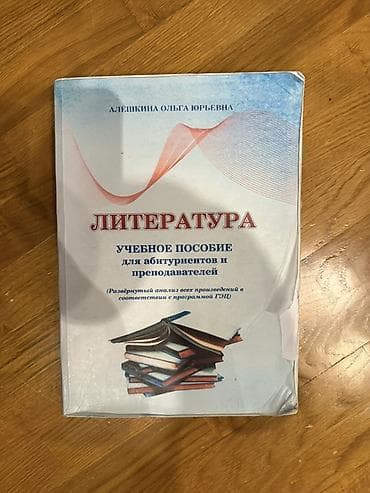 АЛЕШКИНА ОЛЬГА ЮРЬЕВНА
ЛИТЕРАТУРА
УЧЕБНОЕ ПОСОБИЕ
для абитуриентов и
преподавателей
(Развёрнутый анализ всех произведений в
соответствии с программой ГЭЦ)